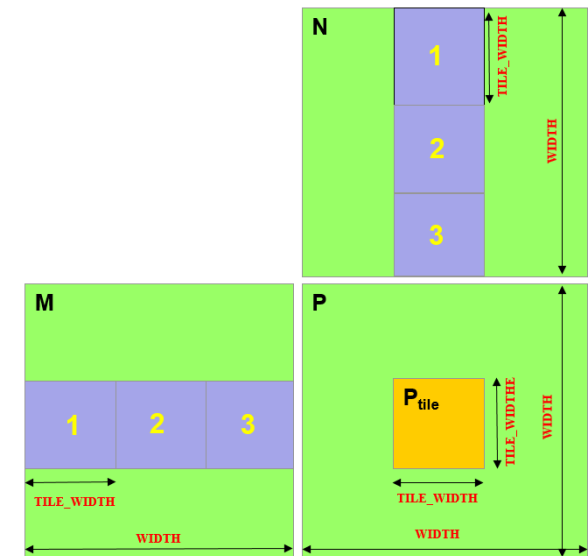 N
1
TILE_WIDTH
WIDTH
2
3
M
1
2
3
TILE_WIDTH
WIDTH
P
Ptile
TILE_WIDTHE
WIDTH
TILE_WIDTH
WIDTH